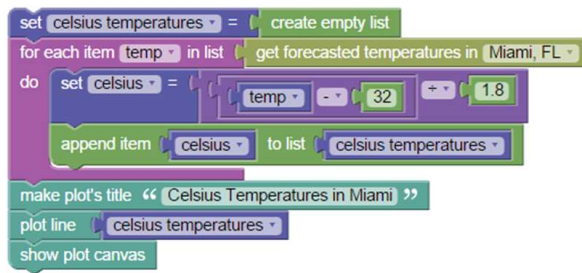 set celsius temperatures = create empty list
for each item temp in list get forecasted temperatures in Miami, FL
do set celsius = temp - 32 ÷ 1.8
append item celsius to list celsius temperatures
make plot's title “ Celsius Temperatures in Miami ”
plot line celsius temperatures
show plot canvas